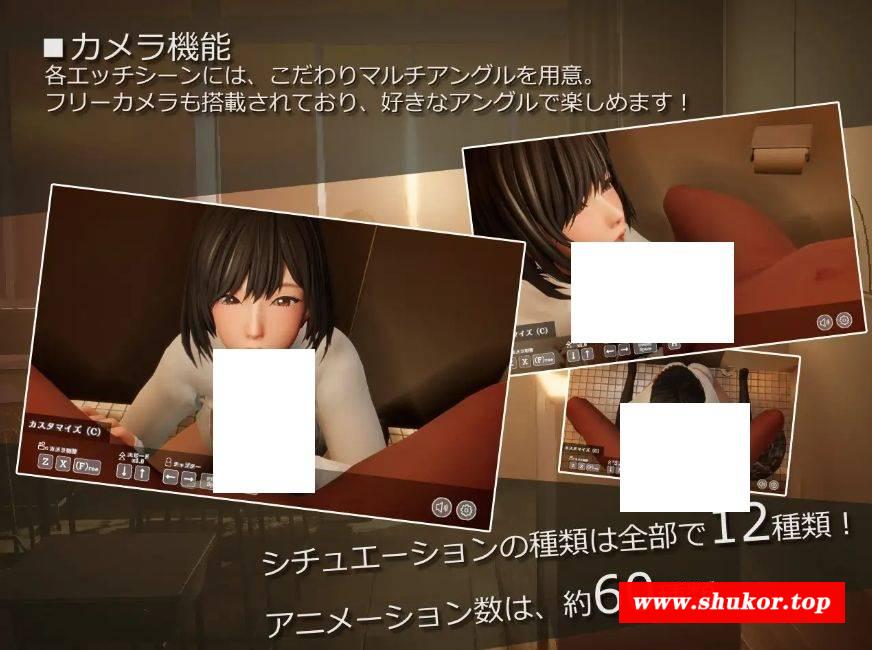 ■カメラ機能
各エッチシーンには、こだわりマルチアングルを用意。
フリーカメラも搭載されており、好きなアングルで楽しめます！
カスタマイズ (C)
Z X (F)ree
シチュエーションの種類は全部で12種類！
アニメーション数は、約60
www.shukor.top